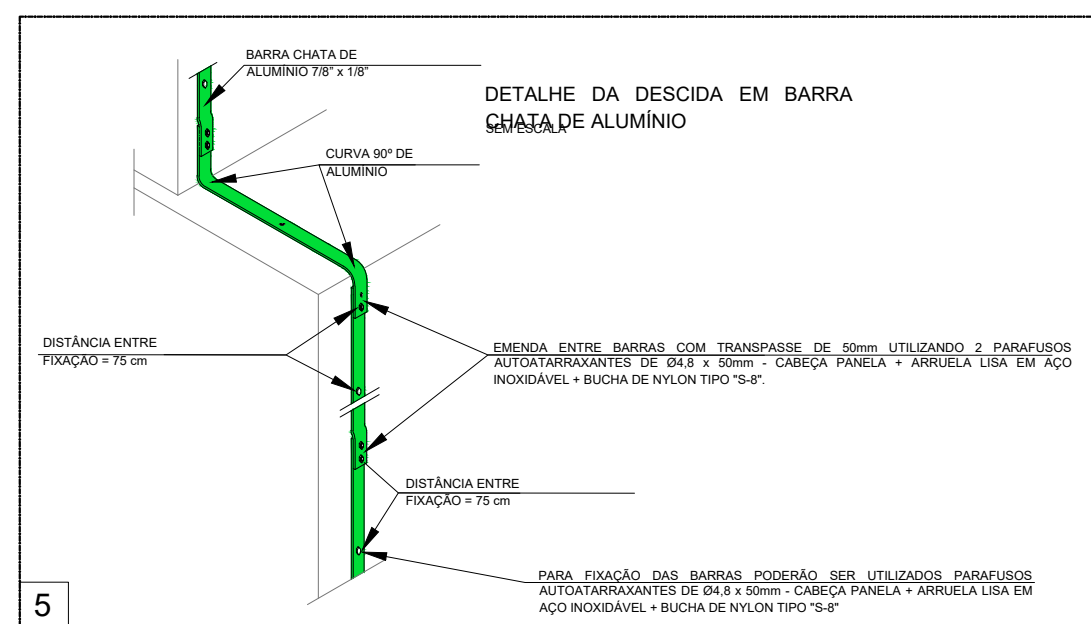 BARRA CHATA DE
ALUMÍNIO 7/8" x 1/8"
DETALHE DA DESCIDA EM BARRA
CHATA DE ALUMÍNIO
SEM ESCALA
CURVA 90º DE
ALUMÍNIO
DISTÂNCIA ENTRE
FIXAÇÃO = 75 cm
EMENDA ENTRE BARRAS COM TRANSPASSE DE 50mm UTILIZANDO 2 PARAFUSOS
AUTOATARRAXANTES DE Ø4,8 x 50mm - CABEÇA PANELA + ARRUELA LISA EM AÇO
INOXIDÁVEL + BUCHA DE NYLON TIPO "S-8".
DISTÂNCIA ENTRE
FIXAÇÃO = 75 cm
PARA FIXAÇÃO DAS BARRAS PODERÃO SER UTILIZADOS PARAFUSOS
AUTOATARRAXANTES DE Ø4,8 x 50mm - CABEÇA PANELA + ARRUELA LISA EM
AÇO INOXIDÁVEL + BUCHA DE NYLON TIPO "S-8"
5